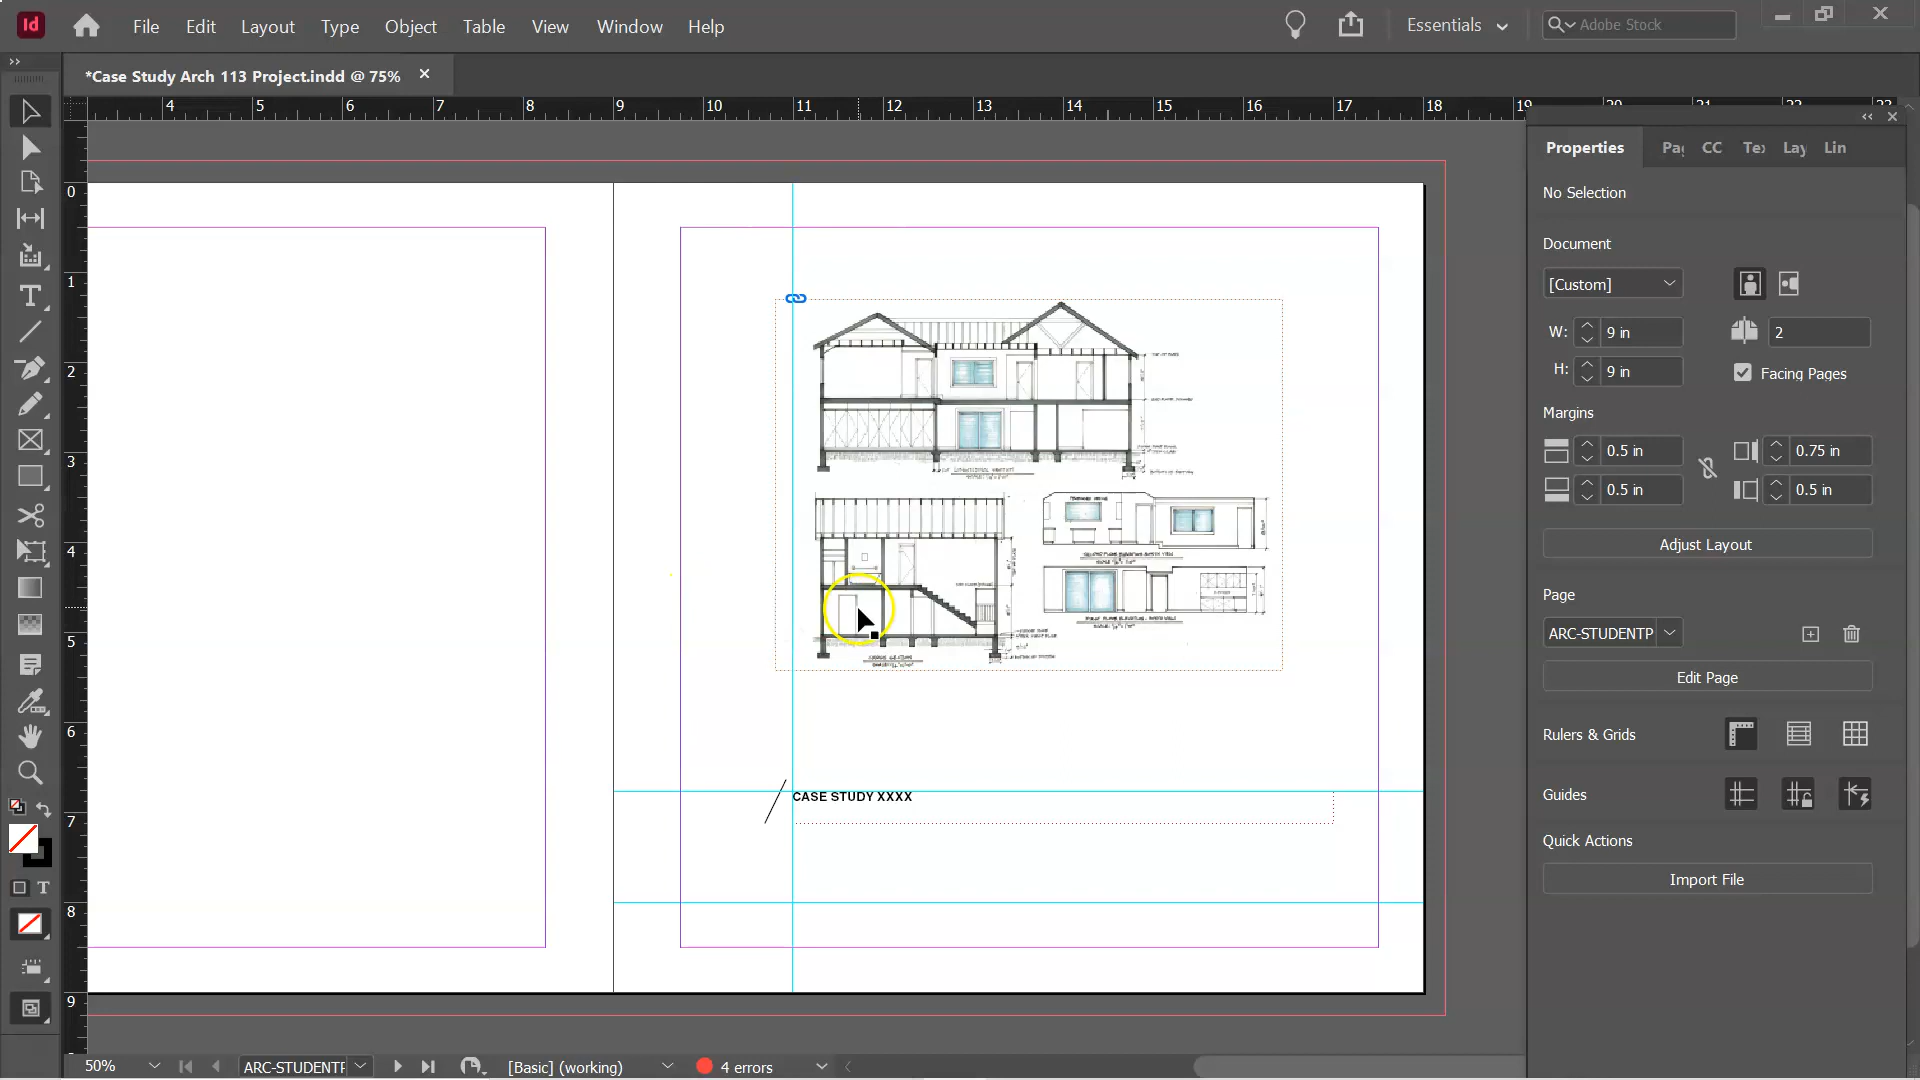 Id File Edit Layout Type Object Table View Window Help Essentials Adobe Stock
*Case Study Arch 113 Project.indd @ 75%
4 5 6 7 8 9 10 11 12 13 14 15 16 17 18 19
0
1
2
3
4
5
6
7
8
9
Properties Pa CC Te Lay Lin
No Selection
Document
[Custom]
W: 9 in 2
H: 9 in Facing Pages
Margins
0.5 in 0.75 in
0.5 in 0.5 in
Adjust Layout
Page
ARC-STUDENTP
Edit Page
Rulers & Grids
Guides
Quick Actions
Import File
CASE STUDY XXXX
50% ARC-STUDENTP [Basic] (working) 4 errors